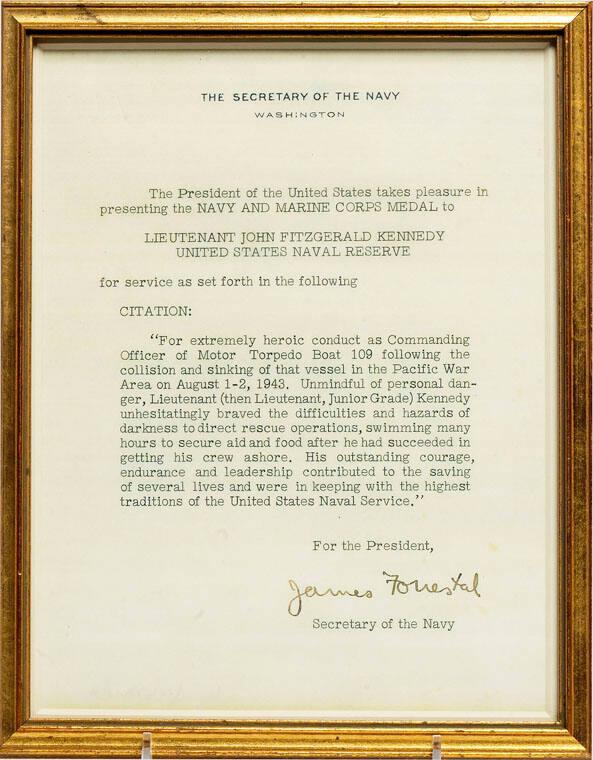 THE SECRETARY OF THE NAVY
WASHINGTON
The President of the United States takes pleasure in
presenting the NAVY AND MARINE CORPS MEDAL to
LIEUTENANT JOHN FITZGERALD KENNEDY
UNITED STATES NAVAL RESERVE
for service as set forth in the following
CITATION:
"For extremely heroic conduct as Commanding
Officer of Motor Torpedo Boat 109 following the
collision and sinking of that vessel in the Pacific War
Area on August 1-2, 1943. Unmindful of personal dan-
ger, Lieutenant (then Lieutenant, Junior Grade) Kennedy
unhesitatingly braved the difficulties and hazards of
darkness to direct rescue operations, swimming many
hours to secure aid and food after he had succeeded in
getting his crew ashore. His outstanding courage,
endurance and leadership contributed to the saving
of several lives and were in keeping with the highest
traditions of the United States Naval Service."
For the President,
James Forrestal
Secretary of the Navy